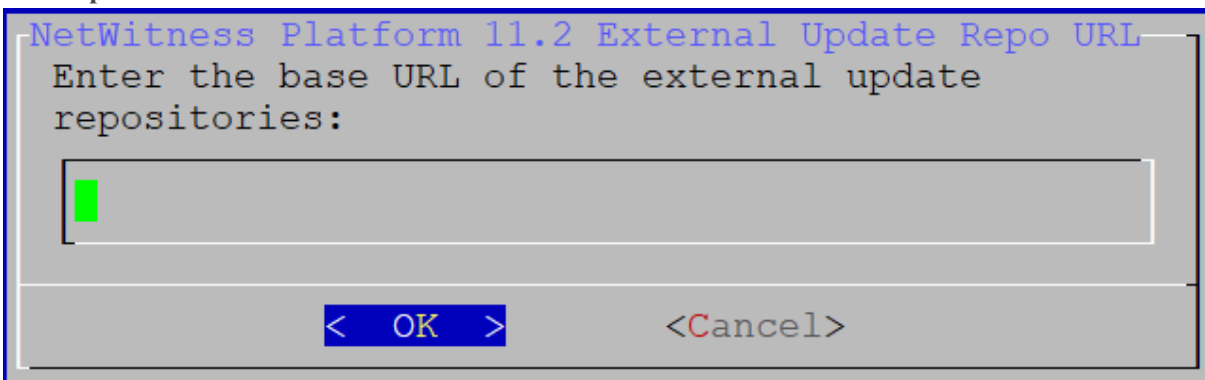 NetWitness Platform 11.2 External Update Repo URL
Enter the base URL of the external update
repositories:
< OK > <Cancel>